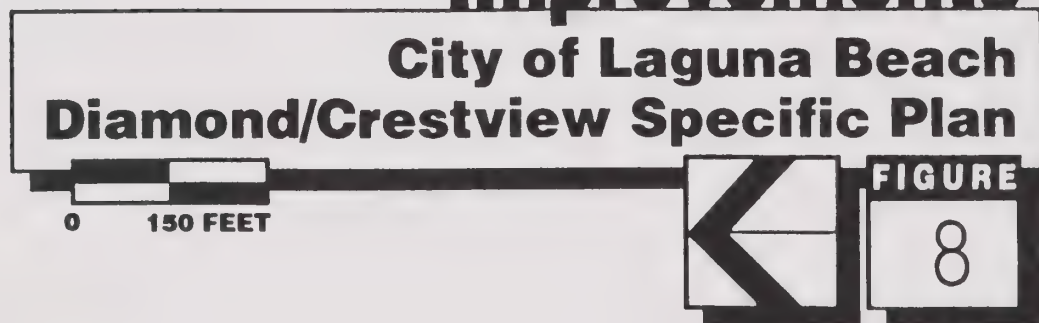 City of Laguna Beach
Diamond/Crestview Specific Plan
0 150 FEET
FIGURE
8